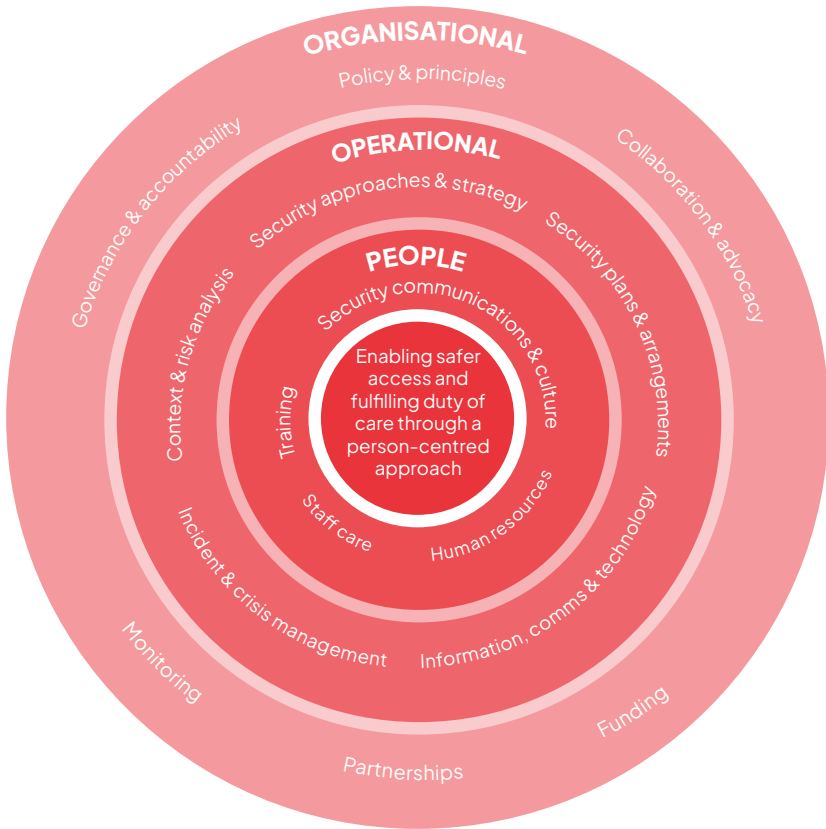 ORGANISATIONAL
Policy & principles
Governance & accountability
Collaboration & advocacy
Monitoring
Funding
Partnerships
OPERATIONAL
Security approaches & strategy
Context & risk analysis
Security plans & arrangements
Incident & crisis management
Information, comms & technology
PEOPLE
Security communications & culture
Training
Staff care
Human resources
Enabling safer
access and
fulfilling duty of
care through a
person-centred
approach